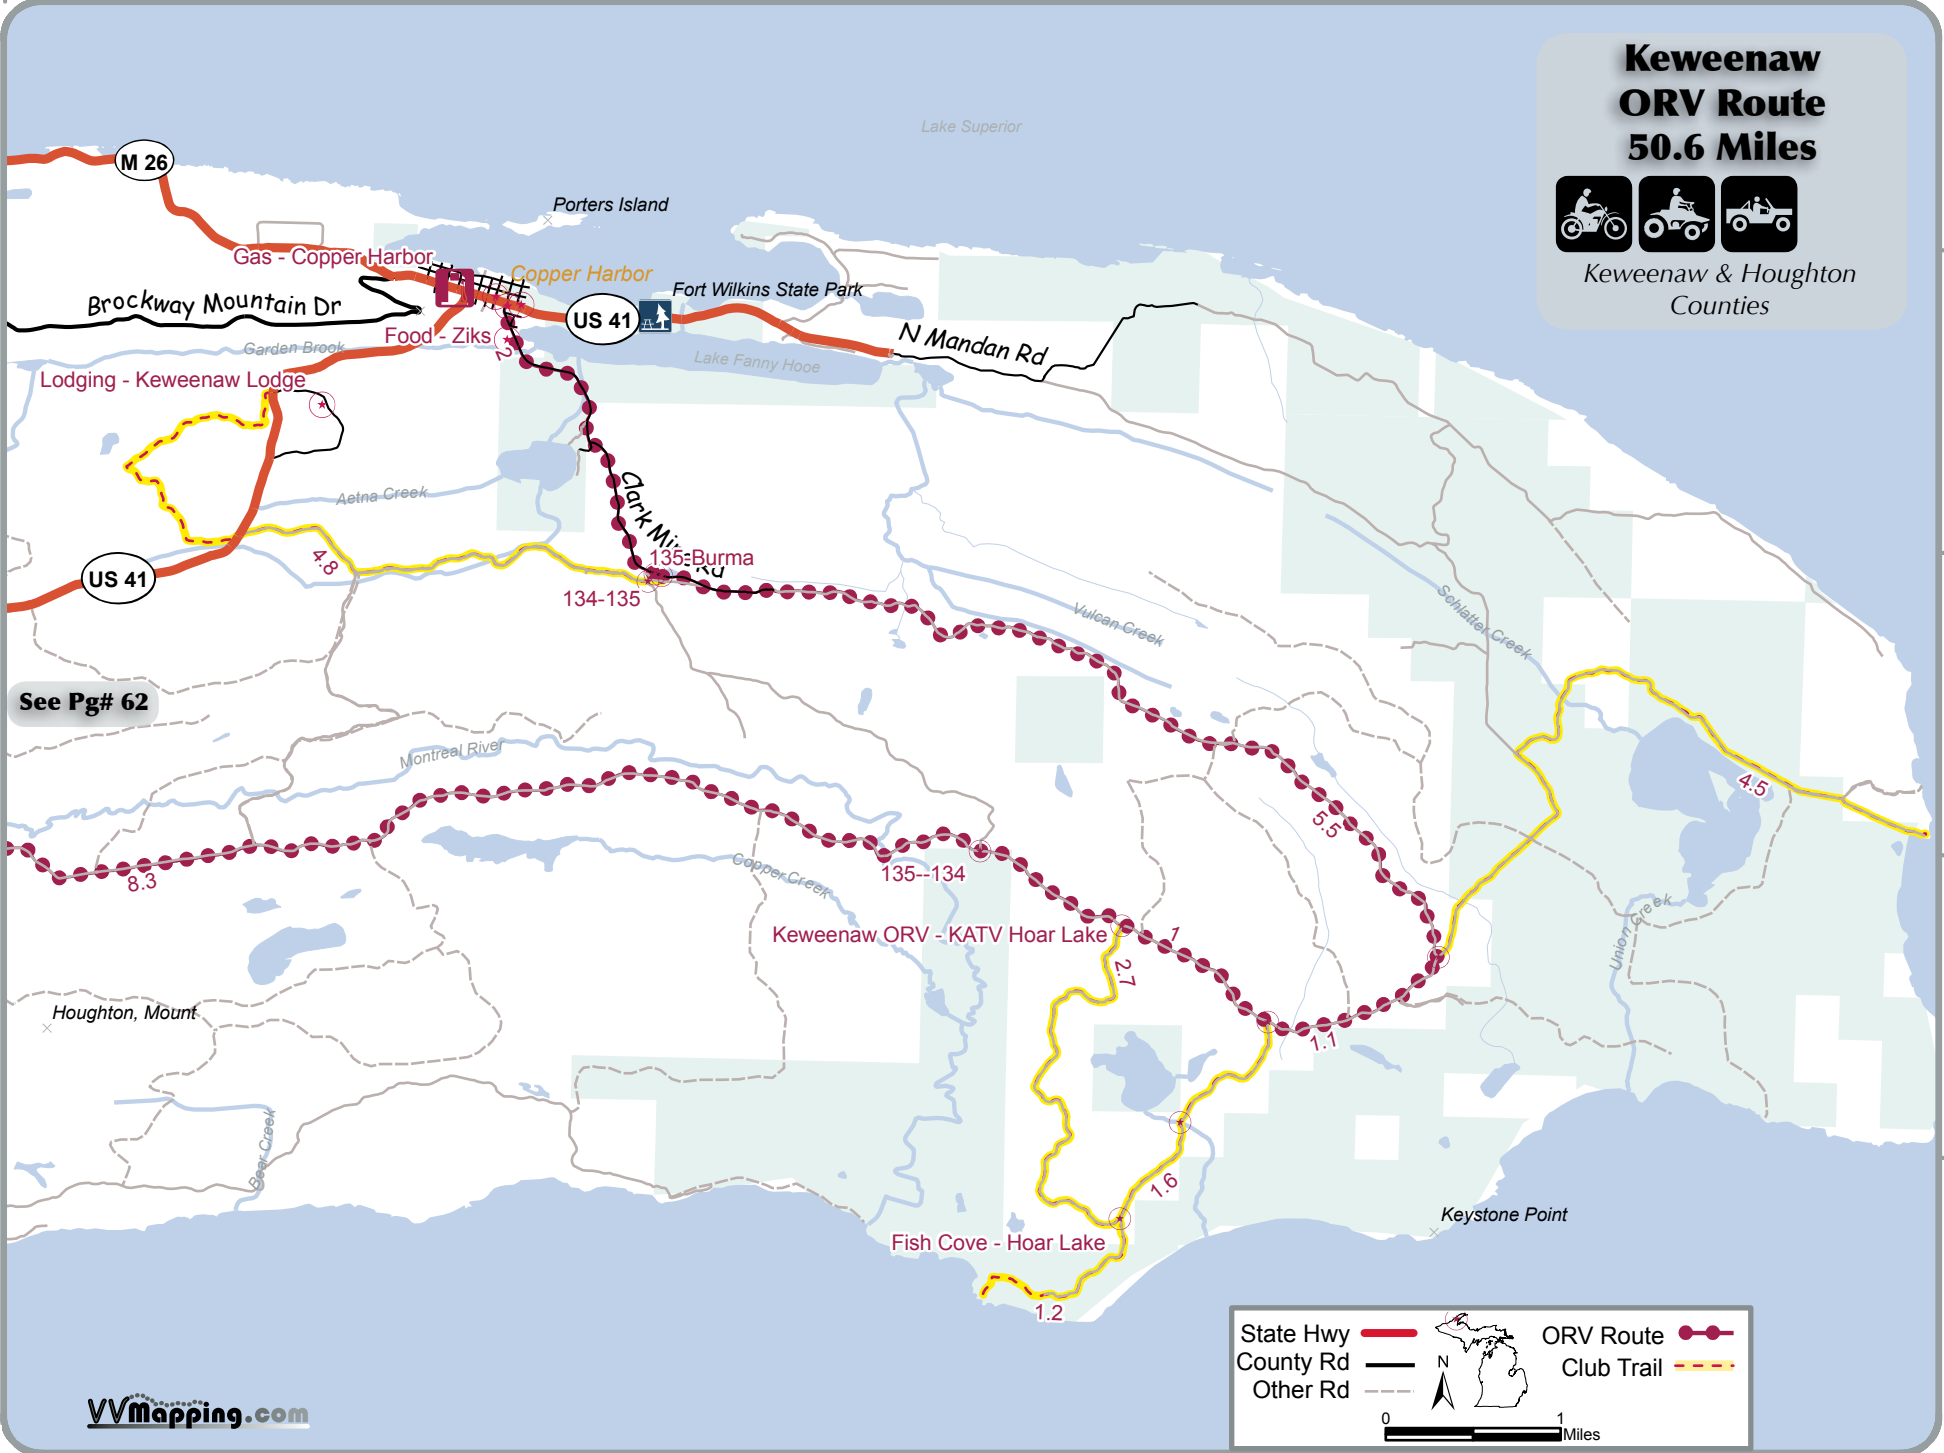 Keweenaw
ORV Route
50.6 Miles
Keweenaw & Houghton
Counties
Lake Superior
M 26
Porters Island
Gas - Copper Harbor
Copper Harbor
Fort Wilkins State Park
Brockway Mountain Dr
US 41
N Mandan Rd
Food - Ziks
Garden Brook
2
Lake Fanny Hooe
Lodging - Keweenaw Lodge
Aetna Creek
Clark Mine Rd
4.8
135-Burma
US 41
134-135
Vulcan Creek
Schlatter Creek
See Pg# 62
Montreal River
4.5
5.5
8.3
Copper Creek
135--134
Keweenaw ORV - KATV Hoar Lake
1
Union Creek
2.7
Houghton, Mount
1.1
Bear Creek
1.6
Keystone Point
Fish Cove - Hoar Lake
1.2
State Hwy
County Rd
Other Rd
N
ORV Route
Club Trail
0
1
Miles
VVMapping.com